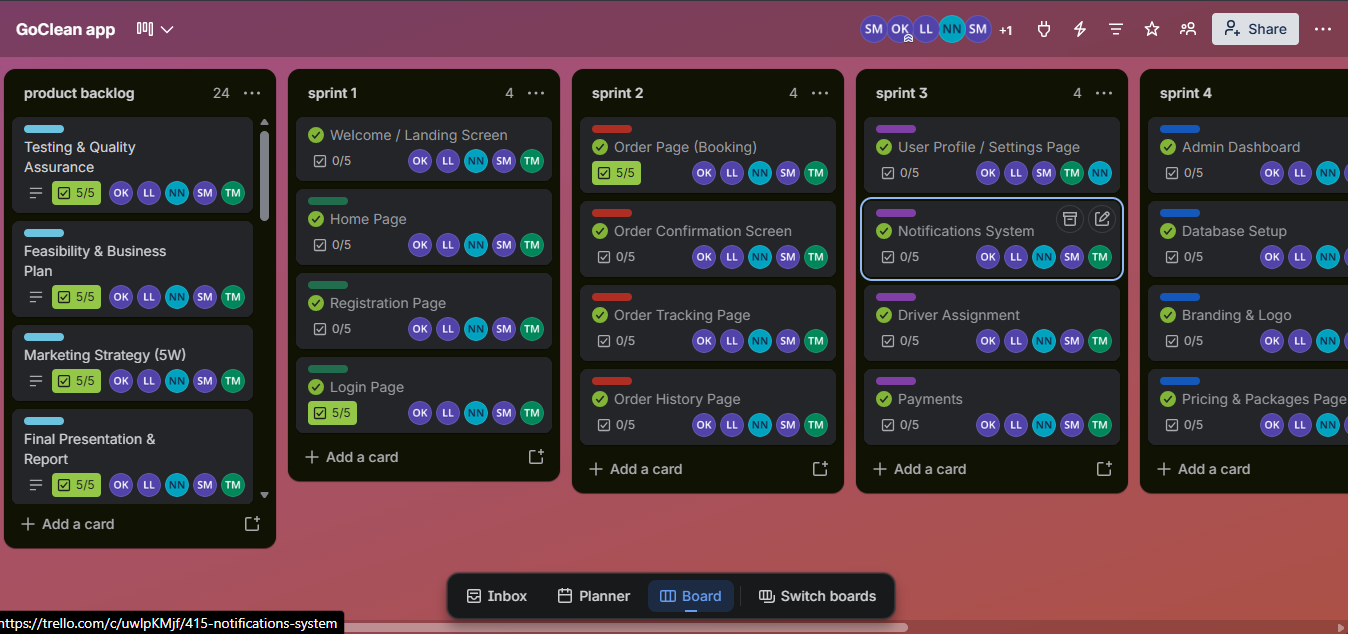 GoClean app
SM OK LL NN SM +1
Share
product backlog 24
Testing & Quality
Assurance
5/5 OK LL NN SM TM
Feasibility & Business
Plan
5/5 OK LL NN SM TM
Marketing Strategy (5W)
5/5 OK LL NN SM TM
Final Presentation &
Report
5/5 OK LL NN SM TM
Add a card
sprint 1 4
Welcome / Landing Screen
0/5 OK LL NN SM TM
Home Page
0/5 OK LL NN SM TM
Registration Page
0/5 OK LL NN SM TM
Login Page
5/5 OK LL NN SM TM
Add a card
sprint 2 4
Order Page (Booking)
5/5 OK LL NN SM TM
Order Confirmation Screen
0/5 OK LL NN SM TM
Order Tracking Page
0/5 OK LL NN SM TM
Order History Page
0/5 OK LL NN SM TM
Add a card
sprint 3 4
User Profile / Settings Page
0/5 OK LL SM TM NN
Notifications System
0/5 OK LL NN SM TM
Driver Assignment
0/5 OK LL NN SM TM
Payments
0/5 OK LL NN SM TM
Add a card
sprint 4
Admin Dashboard
0/5 OK LL NN
Database Setup
0/5 OK LL NN
Branding & Logo
0/5 OK LL NN
Pricing & Packages Page
0/5 OK LL NN
Add a card
Inbox
Planner
Board
Switch boards
https://trello.com/c/uwlpKMjf/415-notifications-system